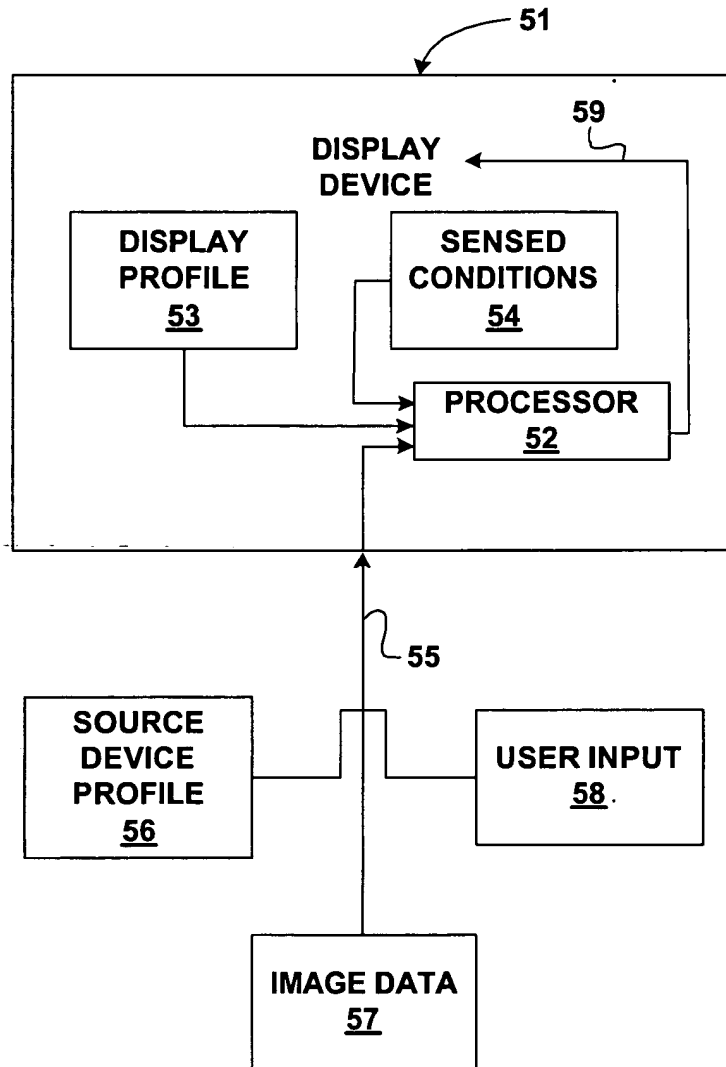 51
59
DISPLAY
DEVICE
DISPLAY
PROFILE
53
SENSED
CONDITIONS
54
PROCESSOR
52
55
SOURCE
DEVICE
PROFILE
56
USER INPUT
58
IMAGE DATA
57